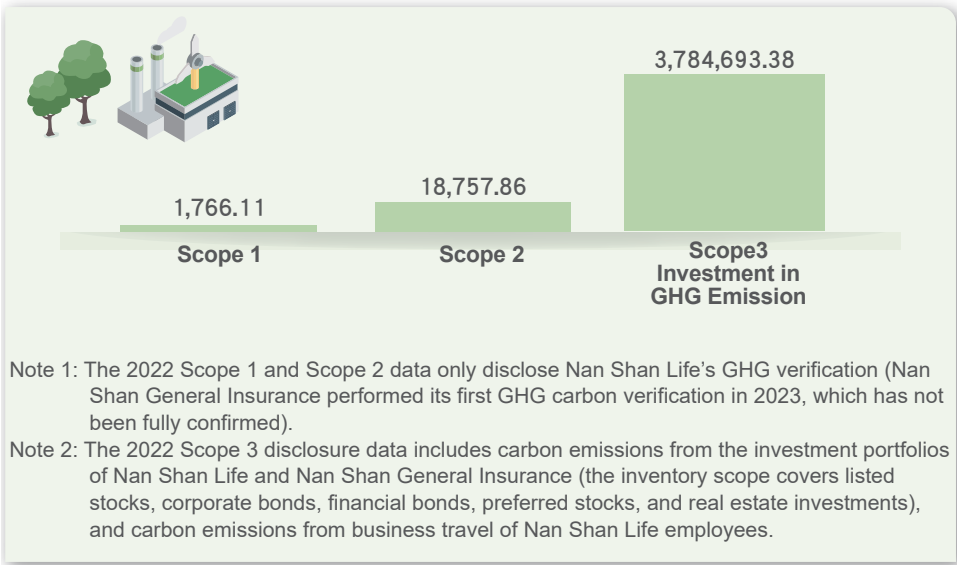 3,784,693.38
18,757.86
1,766.11
Scope 1
Scope 2
Scope3
Investment in
GHG Emission
Note 1: The 2022 Scope 1 and Scope 2 data only disclose Nan Shan Life’s GHG verification (Nan
Shan General Insurance performed its first GHG carbon verification in 2023, which has not
been fully confirmed).
Note 2: The 2022 Scope 3 disclosure data includes carbon emissions from the investment portfolios
of Nan Shan Life and Nan Shan General Insurance (the inventory scope covers listed
stocks, corporate bonds, financial bonds, preferred stocks, and real estate investments),
and carbon emissions from business travel of Nan Shan Life employees.